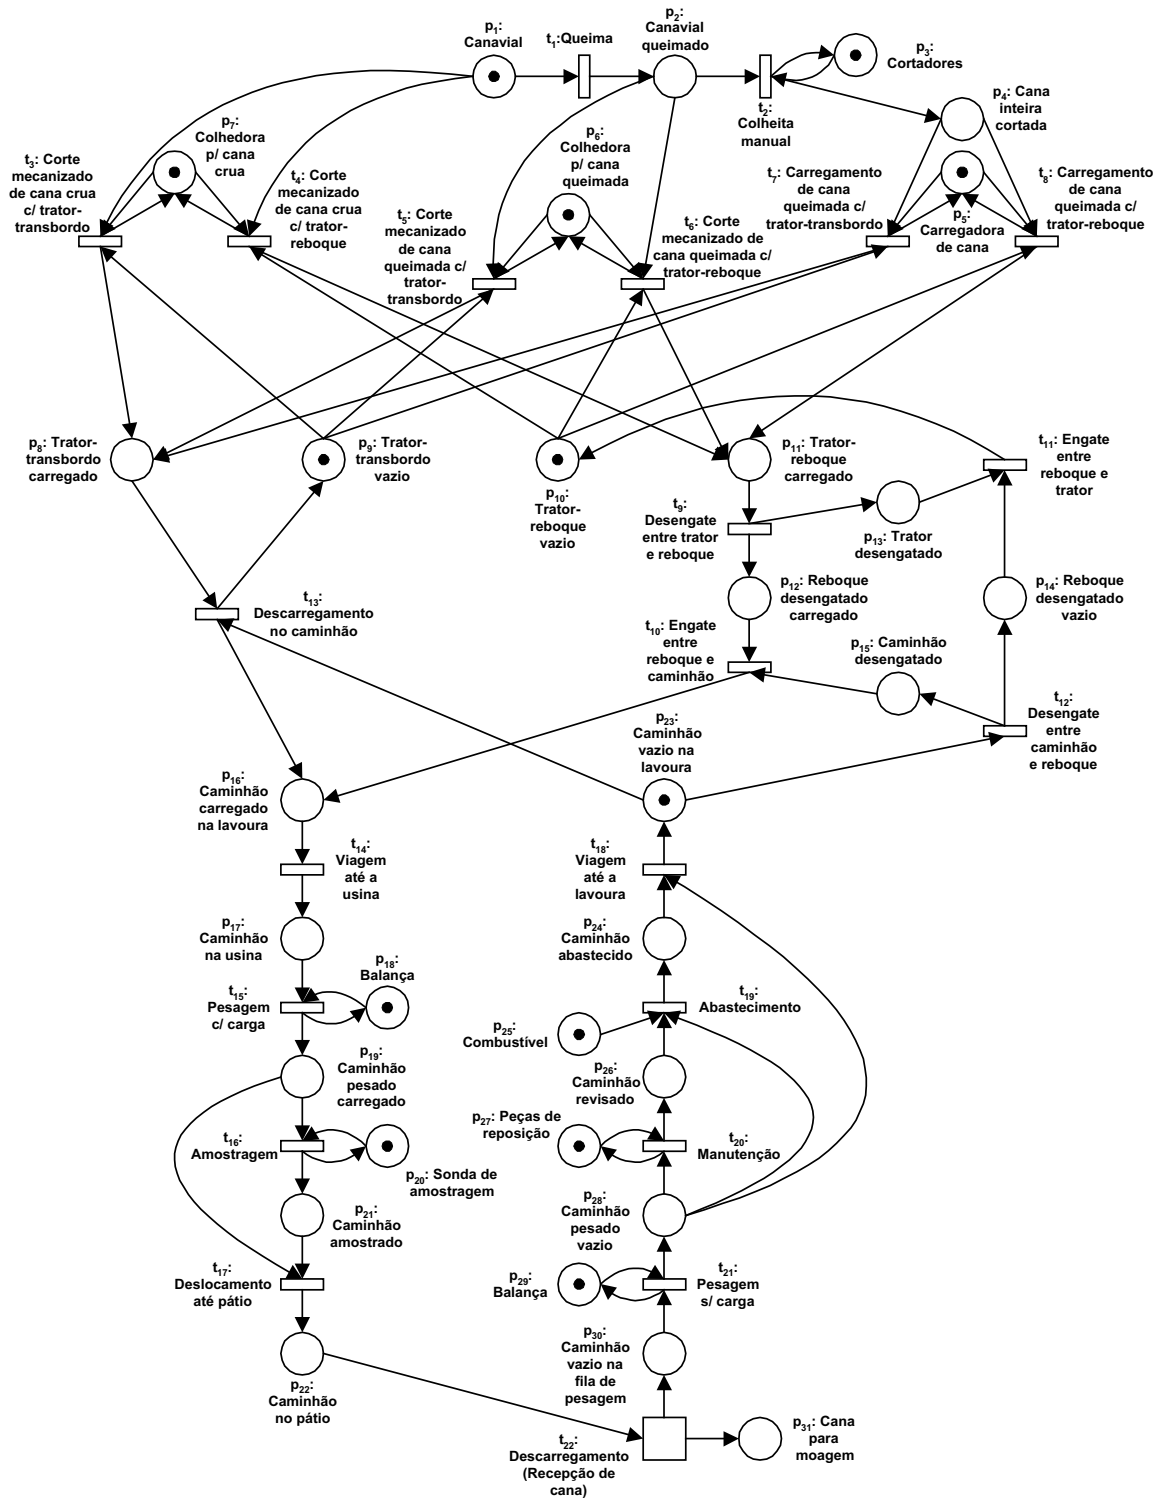 p1:
Canavial
t1:Queima
p2:
Canavial
queimado
p3:
Cortadores
t2:
Colheita
manual
p4: Cana
inteira
cortada
t3: Corte
mecanizado
de cana crua
c/ trator-
transbordo
p7:
Colhedora
p/ cana
crua
t4: Corte
mecanizado
de cana crua
c/ trator-
reboque
p6:
Colhedora
p/ cana
queimada
t5: Corte
mecanizado
de cana
queimada c/
trator-
transbordo
t6: Corte
mecanizado de
cana queimada c/
trator-reboque
t7: Carregamento
de cana
queimada c/
trator-transbordo
p5:
Carregadora
de cana
t8: Carregamento
de cana
queimada c/
trator-reboque
p8: Trator-
transbordo
carregado
p9: Trator-
transbordo
vazio
p10:
Trator-
reboque
vazio
p11: Trator-
reboque
carregado
t11: Engate
entre
reboque e
trator
t9:
Desengate
entre trator
e reboque
p13: Trator
desengatado
p12: Reboque
desengatado
carregado
p14: Reboque
desengatado
vazio
t13:
Descarregamento
no caminhão
t10: Engate
entre
reboque e
caminhão
p15: Caminhão
desengatado
t12:
Desengate
entre
caminhão
e reboque
p23:
Caminhão
vazio na
lavoura
p16:
Caminhão
carregado
na lavoura
t14:
Viagem
até a
usina
t18:
Viagem
até a
lavoura
p17:
Caminhão
na usina
p24:
Caminhão
abastecido
p18:
Balança
t15:
Pesagem
c/ carga
t19:
Abastecimento
p25:
Combustível
p19:
Caminhão
pesado
carregado
p26:
Caminhão
revisado
p27: Peças de
reposição
t16:
Amostragem
t20:
Manutenção
p20: Sonda de
amostragem
p21:
Caminhão
amostrado
p28:
Caminhão
pesado
vazio
t17:
Deslocamento
até pátio
p29:
Balança
t21:
Pesagem
s/ carga
p30:
Caminhão
vazio na
fila de
pesagem
p22:
Caminhão
no pátio
t22:
Descarregamento
(Recepção de
cana)
p31: Cana
para
moagem